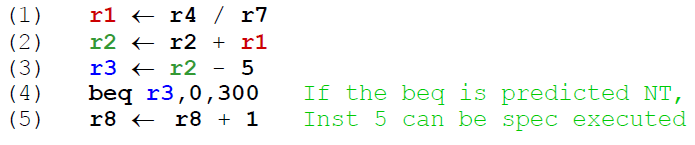 (1) r1 ← r4 / r7
(2) r2 ← r2 + r1
(3) r3 ← r2 - 5
(4) beq r3,0,300 If the beq is predicted NT,
(5) r8 ← r8 + 1 Inst 5 can be spec executed